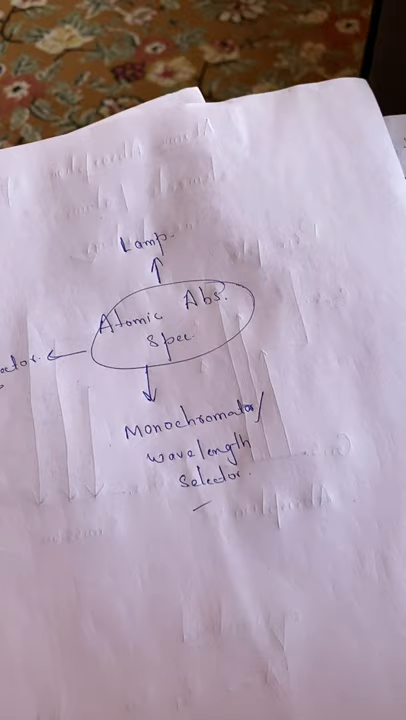 Lamp.
Atomic Abs.
Spec.
Monochromator/
wavelength
Selector.